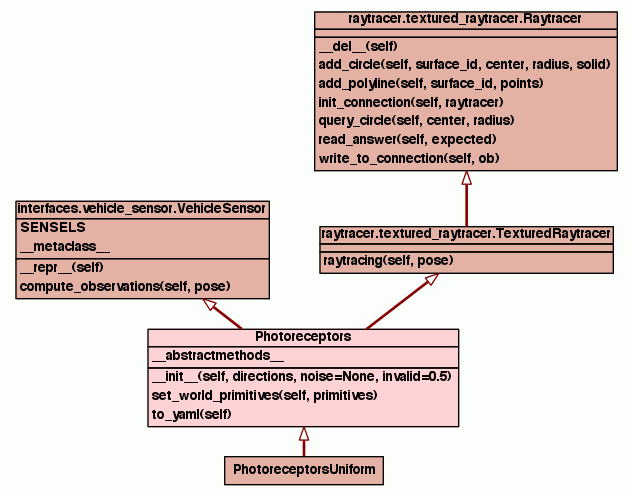 raytracer.textured_raytracer.Raytracer
__del__(self)
add_circle(self, surface_id, center, radius, solid)
add_polyline(self, surface_id, points)
init_connection(self, raytracer)
query_circle(self, center, radius)
read_answer(self, expected)
write_to_connection(self, ob)
interfaces.vehicle_sensor.VehicleSensor
SENSELS
__metaclass__
__repr__(self)
compute_observations(self, pose)
raytracer.textured_raytracer.TexturedRaytracer
raytracing(self, pose)
Photoreceptors
__abstractmethods__
__init__(self, directions, noise=None, invalid=0.5)
set_world_primitives(self, primitives)
to_yaml(self)
PhotoreceptorsUniform